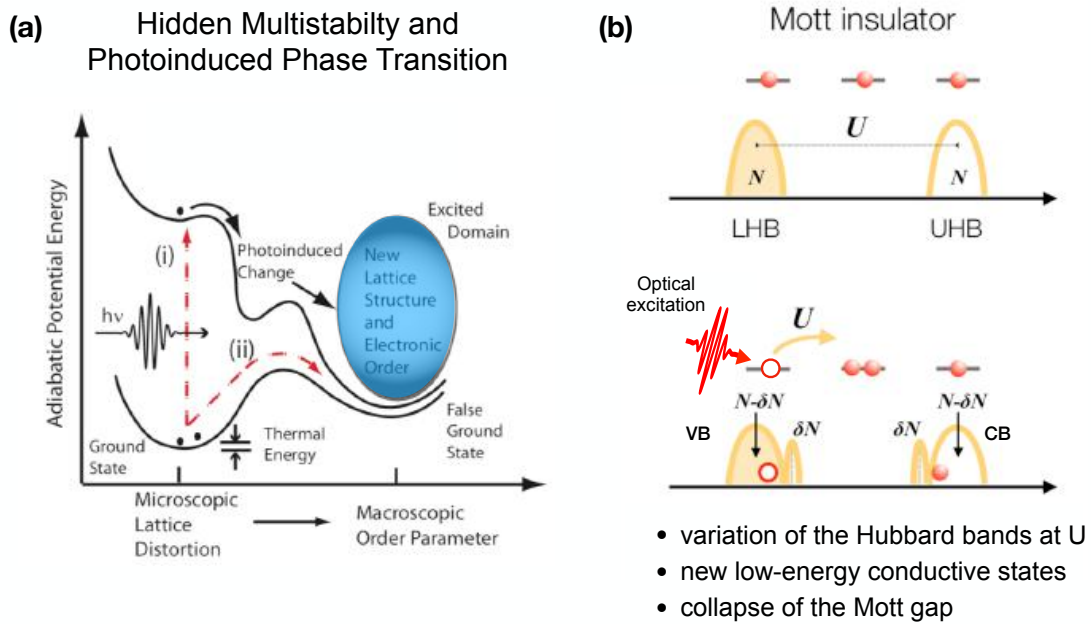 (a)
Hidden Multistabilty and
Photoinduced Phase Transition
Adiabatic Potential Energy
(i)
hν
(ii)
Photoinduced
Change
Excited
Domain
New
Lattice
Structure
and
Electronic
Order
Ground
State
Thermal
Energy
False
Ground
State
Microscopic
Lattice
Distortion
Macroscopic
Order Parameter
(b)
Mott insulator
U
N
N
LHB
UHB
Optical
excitation
U
N-δN
N-δN
VB
δN
δN
CB
• variation of the Hubbard bands at U
• new low-energy conductive states
• collapse of the Mott gap